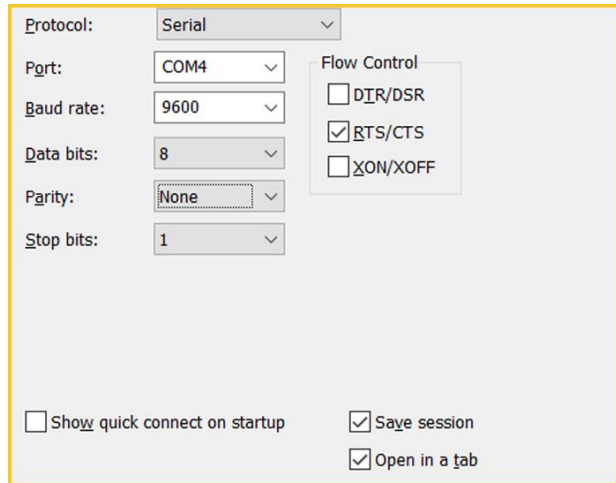 Protocol: Serial
Port: COM4
Baud rate: 9600
Data bits: 8
Parity: None
Stop bits: 1
Flow Control
DTR/DSR
RTS/CTS
XON/XOFF
Show quick connect on startup
Save session
Open in a tab